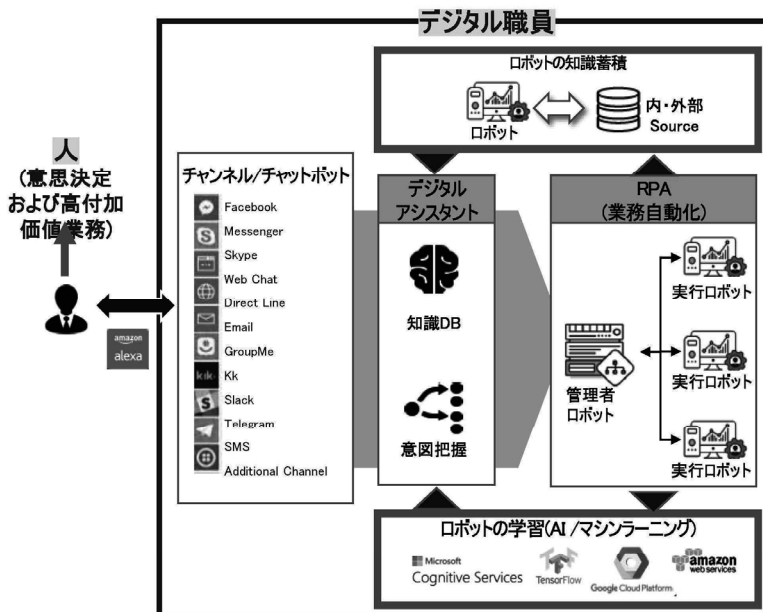 デジタル職員
ロボットの知識蓄積
ロボット
内・外部
Source
人
(意思決定
および高付加
価値業務)
amazon
alexa
チャンネル/チャットボット
Facebook
Messenger
Skype
Web Chat
Direct Line
Email
GroupMe
kik
Kk
Slack
Telegram
SMS
Additional Channel
デジタル
アシスタント
知識DB
意図把握
RPA
(業務自動化)
管理者
ロボット
実行ロボット
実行ロボット
実行ロボット
ロボットの学習(AI/マシンラーニング)
Microsoft
Cognitive Services
TensorFlow
Google Cloud Platform
amazon
web services